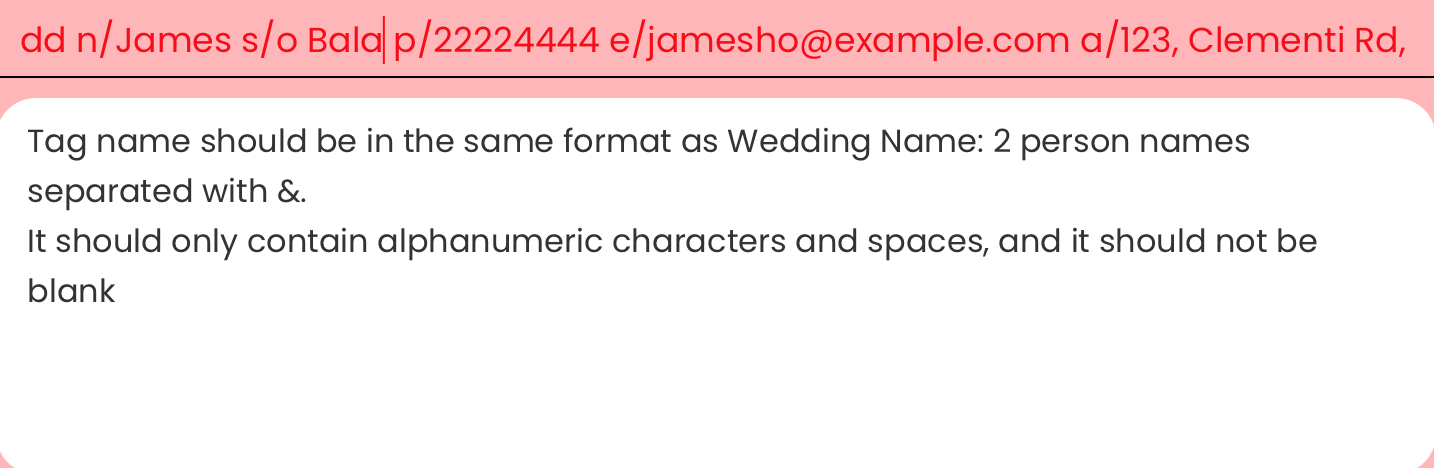 dd n/James s/o Bala p/22224444 e/jamesho@example.com a/123, Clementi Rd,
Tag name should be in the same format as Wedding Name: 2 person names
separated with &.
It should only contain alphanumeric characters and spaces, and it should not be
blank